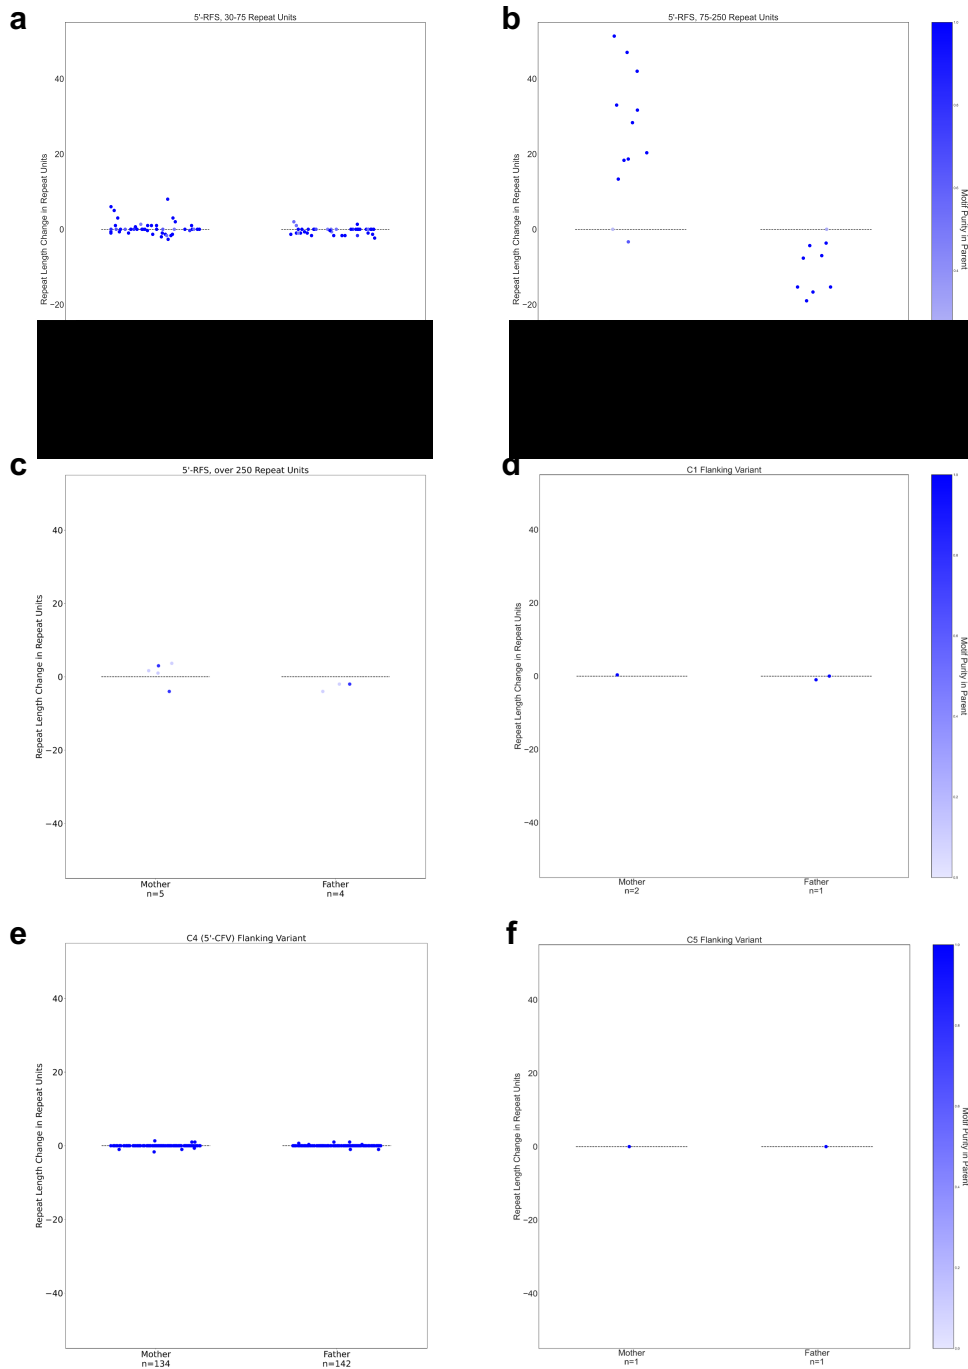 a
5'-RFS, 30-75 Repeat Units
40
20
0
−20
Repeat Length Change in Repeat Units
b
5'-RFS, 75-250 Repeat Units
40
20
0
−20
Repeat Length Change in Repeat Units
Motif Purity in Parent
c
5'-RFS, over 250 Repeat Units
40
20
0
−20
−40
Repeat Length Change in Repeat Units
Mother
n=5
Father
n=4
d
C1 Flanking Variant
40
20
0
−20
−40
Repeat Length Change in Repeat Units
Mother
n=2
Father
n=1
Motif Purity in Parent
e
C4 (5'-CFV) Flanking Variant
40
20
0
−20
−40
Repeat Length Change in Repeat Units
Mother
n=134
Father
n=142
f
C5 Flanking Variant
40
20
0
−20
−40
Repeat Length Change in Repeat Units
Mother
n=1
Father
n=1
Motif Purity in Parent